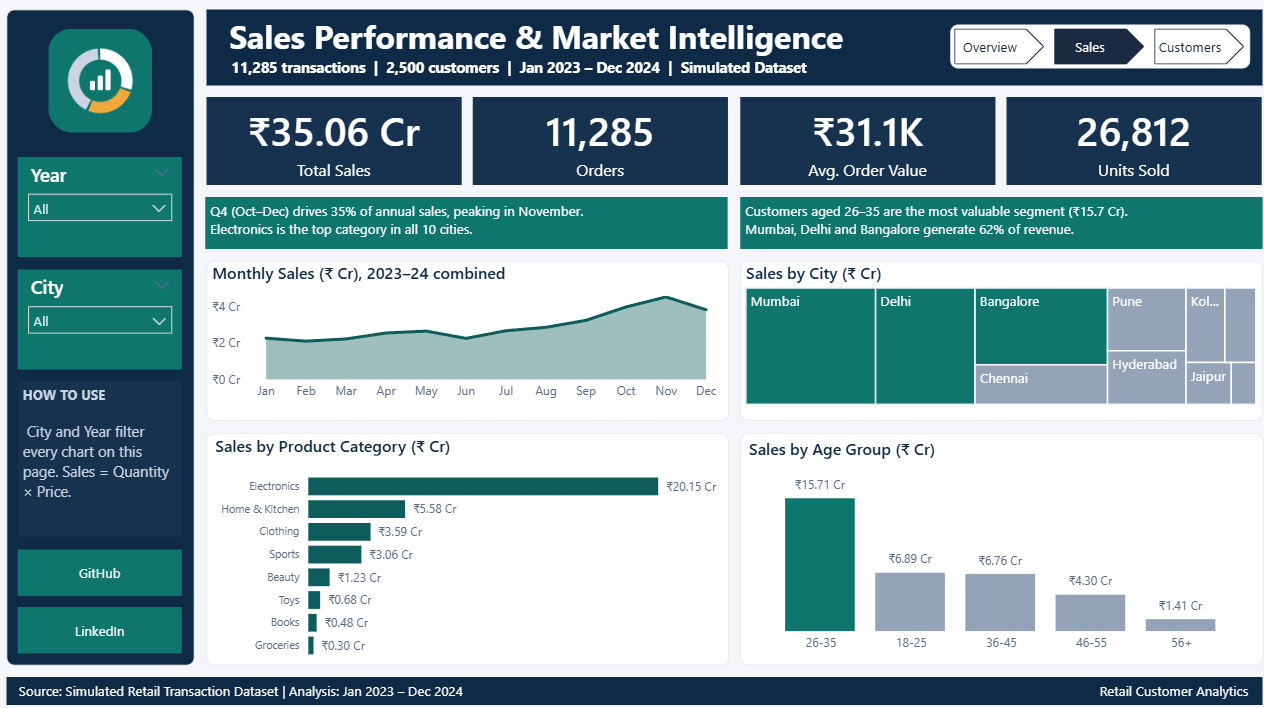 Sales Performance & Market Intelligence
11,285 transactions | 2,500 customers | Jan 2023 – Dec 2024 | Simulated Dataset
Overview
Sales
Customers
Year
All
City
All
HOW TO USE
City and Year filter
every chart on this
page. Sales = Quantity
× Price.
GitHub
LinkedIn
₹35.06 Cr
Total Sales
11,285
Orders
₹31.1K
Avg. Order Value
26,812
Units Sold
Q4 (Oct–Dec) drives 35% of annual sales, peaking in November.
Electronics is the top category in all 10 cities.
Customers aged 26–35 are the most valuable segment (₹15.7 Cr).
Mumbai, Delhi and Bangalore generate 62% of revenue.
Monthly Sales (₹ Cr), 2023–24 combined
₹4 Cr
₹2 Cr
₹0 Cr
Jan Feb Mar Apr May Jun Jul Aug Sep Oct Nov Dec
Sales by City (₹ Cr)
Mumbai
Delhi
Bangalore
Chennai
Pune
Hyderabad
Kol...
Jaipur
Sales by Product Category (₹ Cr)
Electronics ₹20.15 Cr
Home & Kitchen ₹5.58 Cr
Clothing ₹3.59 Cr
Sports ₹3.06 Cr
Beauty ₹1.23 Cr
Toys ₹0.68 Cr
Books ₹0.48 Cr
Groceries ₹0.30 Cr
Sales by Age Group (₹ Cr)
₹15.71 Cr
₹6.89 Cr
₹6.76 Cr
₹4.30 Cr
₹1.41 Cr
26-35 18-25 36-45 46-55 56+
Source: Simulated Retail Transaction Dataset | Analysis: Jan 2023 – Dec 2024
Retail Customer Analytics